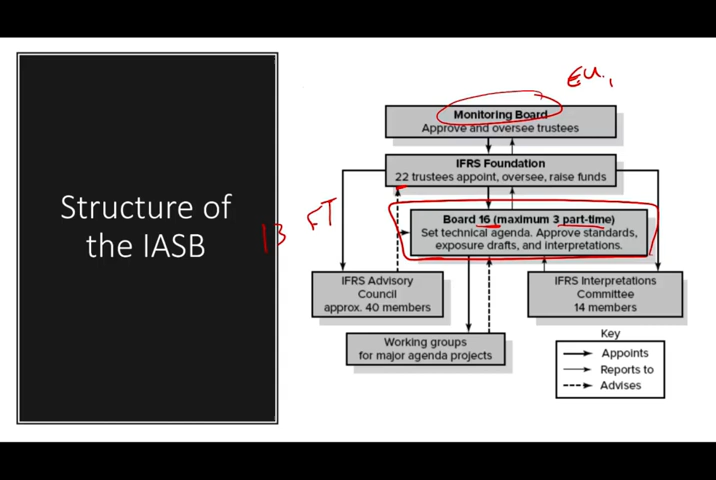 Structure of
the IASB
EU,
Monitoring Board
Approve and oversee trustees
IFRS Foundation
22 trustees appoint, oversee, raise funds
13 FT
Board 16 (maximum 3 part-time)
Set technical agenda. Approve standards,
exposure drafts, and interpretations.
IFRS Advisory
Council
approx. 40 members
IFRS Interpretations
Committee
14 members
Working groups
for major agenda projects
Key
Appoints
Reports to
Advises